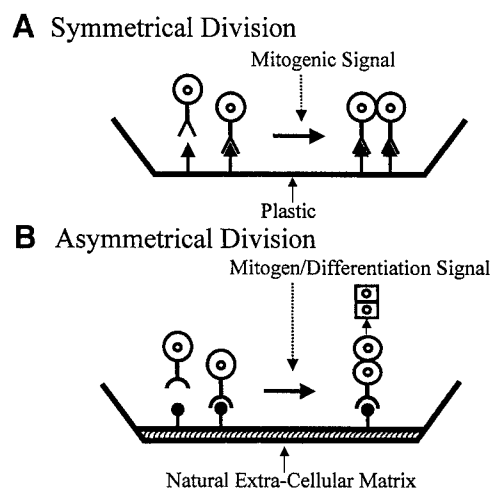 A Symmetrical Division
Mitogenic Signal
Plastic
B Asymmetrical Division
Mitogen/Differentiation Signal
Natural Extra-Cellular Matrix